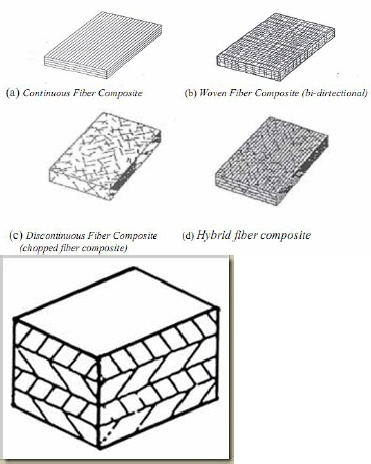 (a) Continuous Fiber Composite
(b) Woven Fiber Composite (bi-dirtectional)
(c) Discontinuous Fiber Composite
(chopped fiber composite)
(d) Hybrid fiber composite